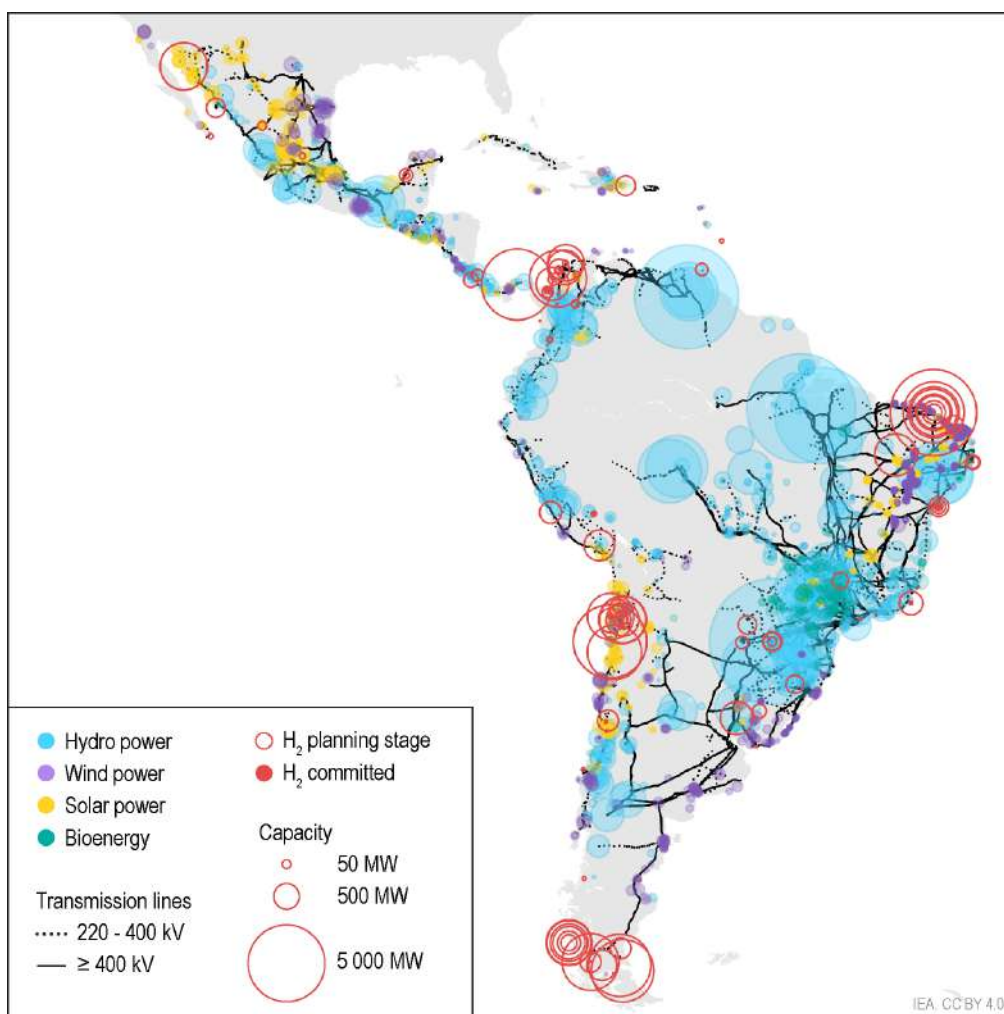 Hydro power
Wind power
Solar power
Bioenergy
Transmission lines
220 - 400 kV
≥ 400 kV
H₂ planning stage
H₂ committed
Capacity
50 MW
500 MW
5 000 MW
IEA. CC BY 4.0